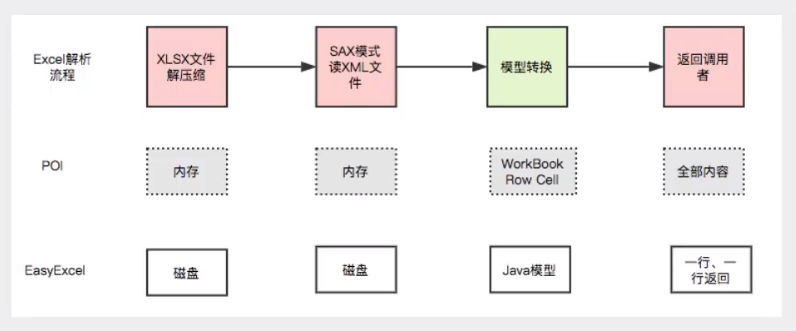 Excel解析
流程
XLSX文件
解压缩
SAX模式
读XML文
件
模型转换
返回调用
者
POI
内存
内存
WorkBook
Row Cell
全部内容
EasyExcel
磁盘
磁盘
Java模型
一行、一
行返回